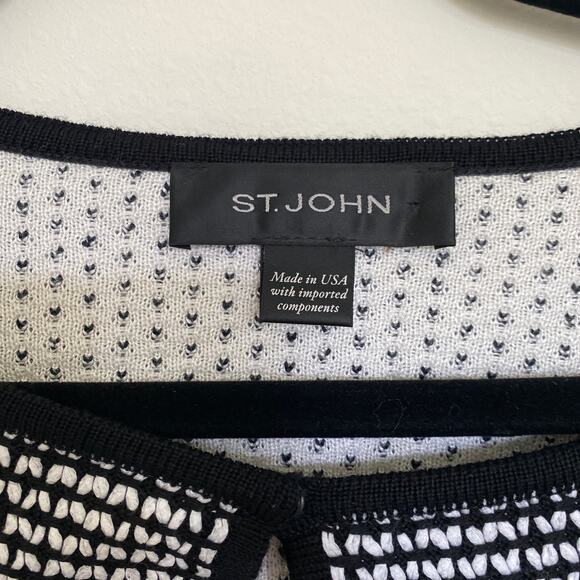 ST. JOHN
Made in USA
with imported
components